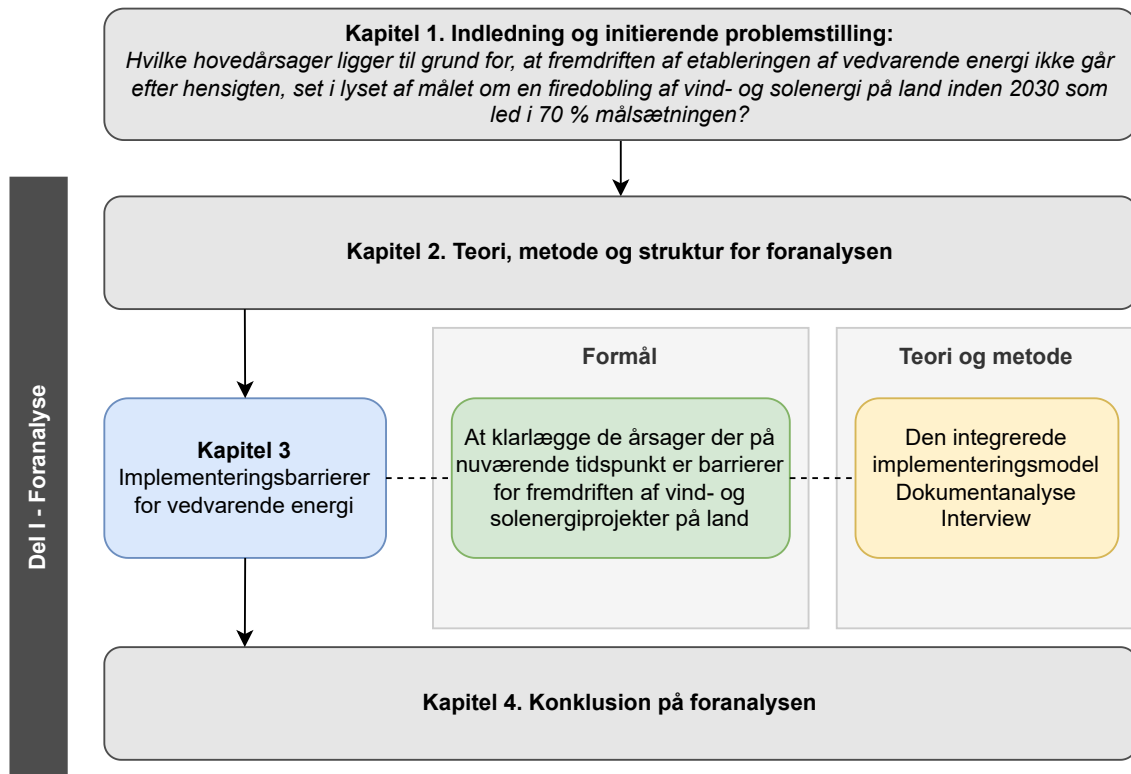 Kapitel 1. Indledning og initierende problemstilling:
Hvilke hovedårsager ligger til grund for, at fremdriften af etableringen af vedvarende energi ikke går
efter hensigten, set i lyset af målet om en firedobling af vind- og solenergi på land inden 2030 som
led i 70 % målsætningen?
Del I - Foranalyse
Kapitel 2. Teori, metode og struktur for foranalysen
Formål
Teori og metode
Kapitel 3
Implementeringsbarrierer
for vedvarende energi
At klarlægge de årsager der på
nuværende tidspunkt er barrierer
for fremdriften af vind- og
solenergiprojekter på land
Den integrerede
implementeringsmodel
Dokumentanalyse
Interview
Kapitel 4. Konklusion på foranalysen